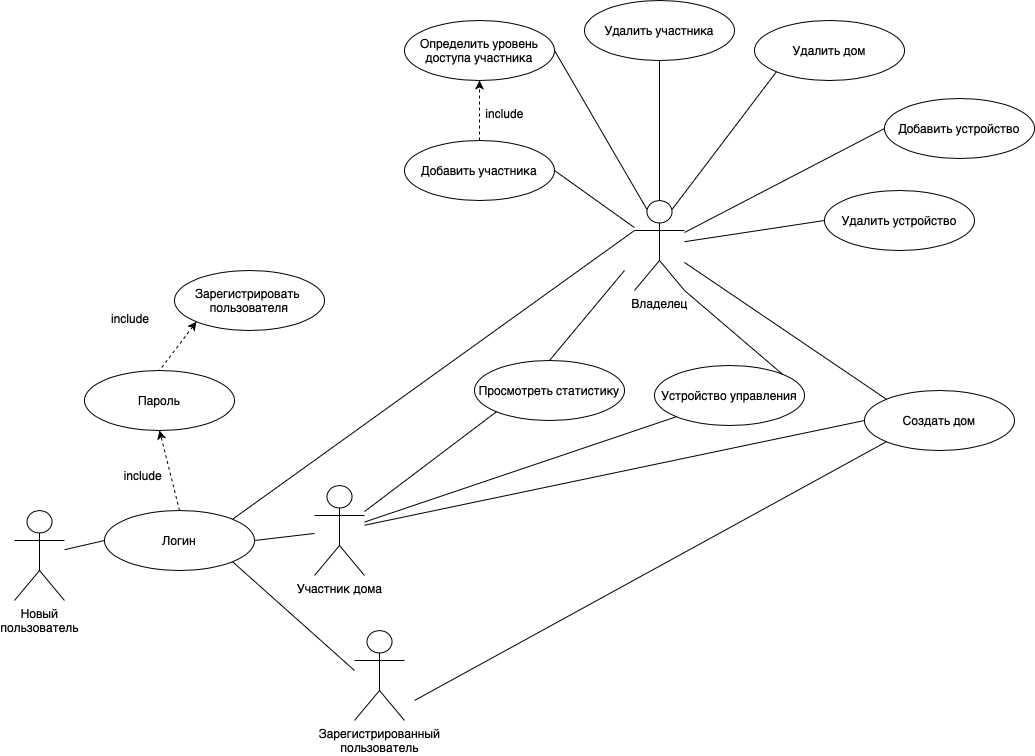 Удалить участника
Определить уровень
доступа участника
Удалить дом
include
Добавить устройство
Добавить участника
Удалить устройство
Владелец
Зарегистрировать
пользователя
include
Просмотреть статистику
Устройство управления
Пароль
Создать дом
include
Логин
Участник дома
Новый
пользователь
Зарегистрированный
пользователь